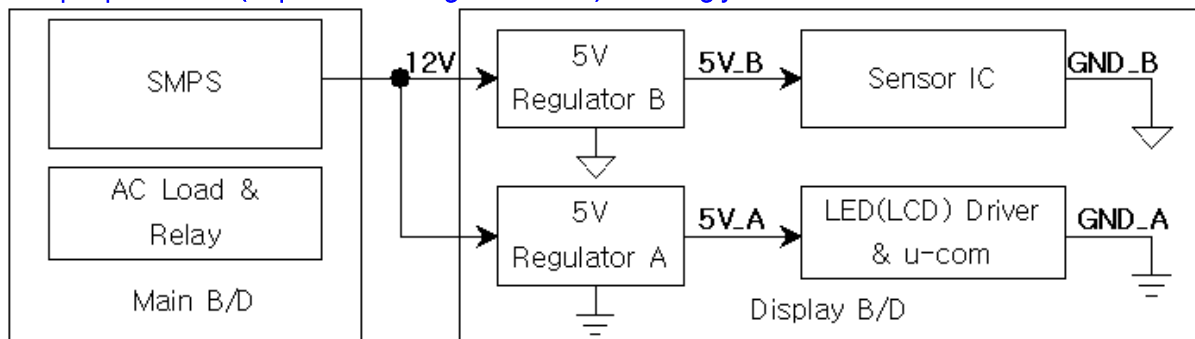 SMPS
AC Load &
Relay
Main B/D
12V
5V
Regulator B
5V_B
Sensor IC
GND_B
5V
Regulator A
5V_A
LED(LCD) Driver
& u-com
GND_A
Display B/D